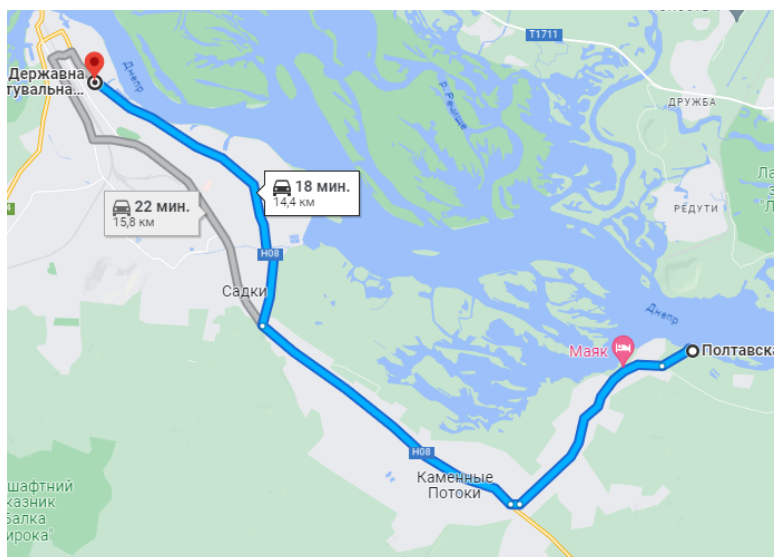 T1711
Державна
тувальна...
Днепр
р. Речище
ДРУЖБА
18 мин.
14,4 км
22 мин.
15,8 км
РЕДУТИ
Н08
Садки
Днепр
Маяк
Полтавска
Н08
Каменные
Потоки
шафтний
казник
Балка
ирока"